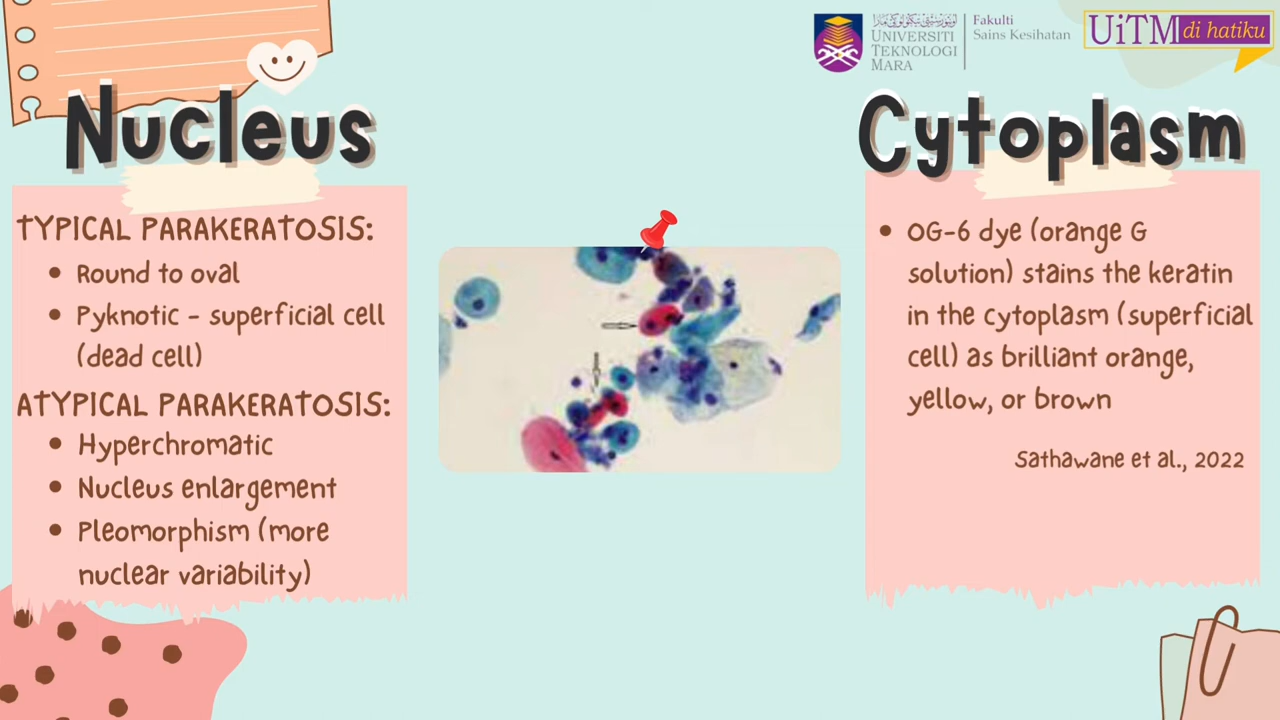 UNIVERSITI
TEKNOLOGI
MARA
Fakulti
Sains Kesihatan
UiTM di hatiku
Nucleus
TYPICAL PARAKERATOSIS:
• Round to oval
• Pyknotic - superficial cell
(dead cell)
ATYPICAL PARAKERATOSIS:
• Hyperchromatic
• Nucleus enlargement
• Pleomorphism (more
nuclear variability)
Cytoplasm
• OG-6 dye (orange G
solution) stains the keratin
in the cytoplasm (superficial
cell) as brilliant orange,
yellow, or brown
Sathawane et al., 2022